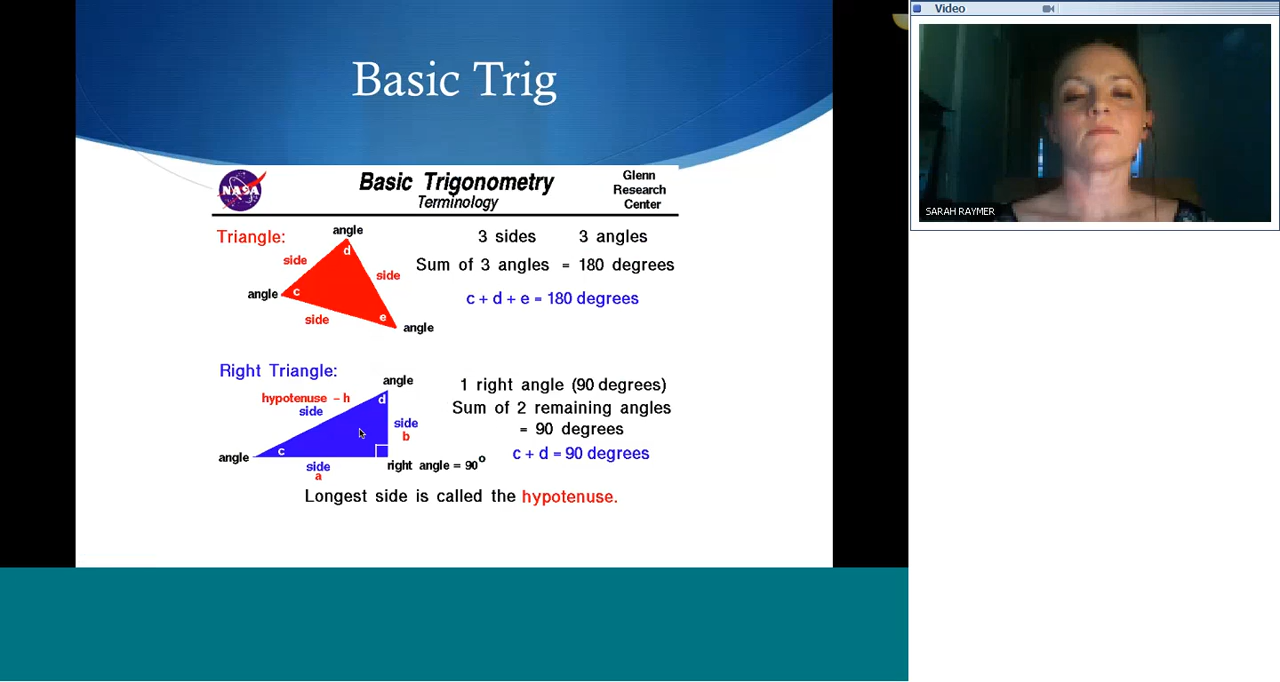 Basic Trig
NASA
Basic Trigonometry
Terminology
Glenn
Research
Center
Triangle:
angle
d
side
side
angle
c
side
e
angle
3 sides 3 angles
Sum of 3 angles = 180 degrees
c + d + e = 180 degrees
Right Triangle:
angle
hypotenuse – h
side
d
side
b
angle
c
side
a
right angle = 90°
1 right angle (90 degrees)
Sum of 2 remaining angles
= 90 degrees
c + d = 90 degrees
Longest side is called the hypotenuse.
Video
SARAH RAYMER